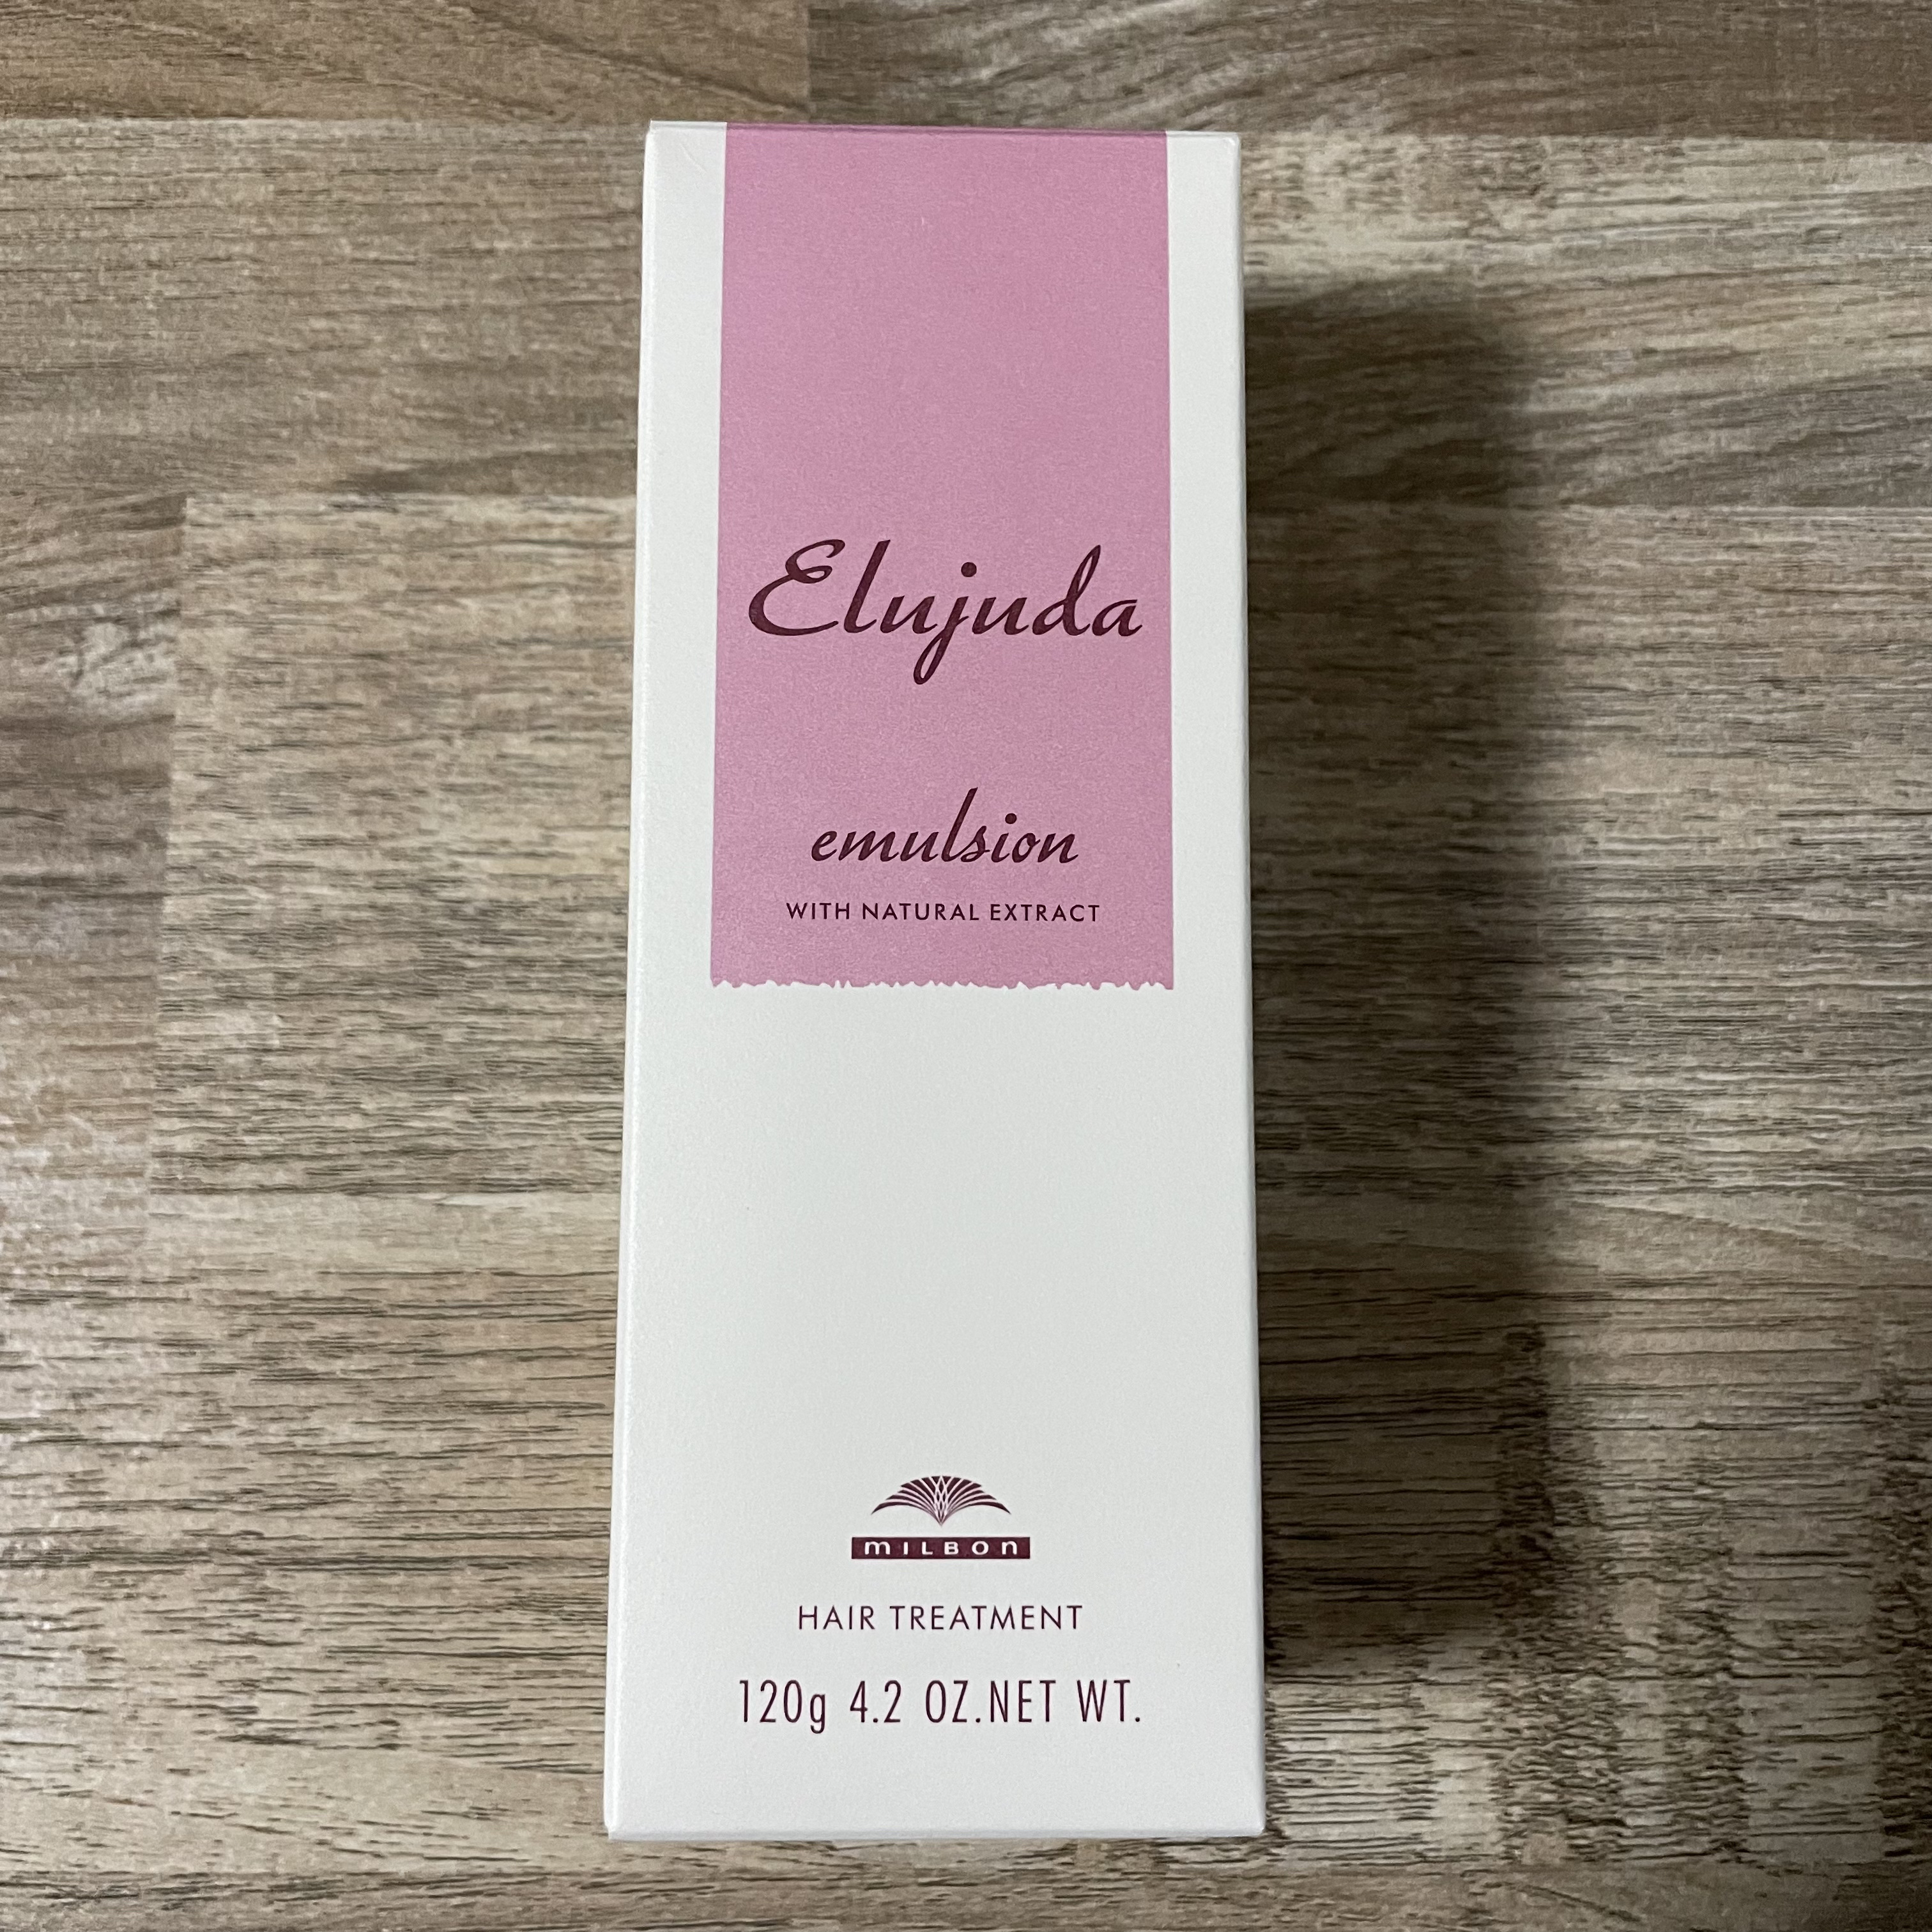 Elujuda
emulsion
WITH NATURAL EXTRACT
MILBON
HAIR TREATMENT
120g 4.2 OZ.NET WT.